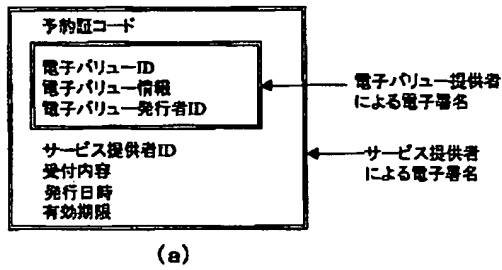 予約証コード
電子バリューID
電子バリュー情報
電子バリュー発行者ID
電子バリュー提供者
による電子署名
サービス提供者ID
受付内容
発行日時
有効期限
サービス提供者
による電子署名
(a)